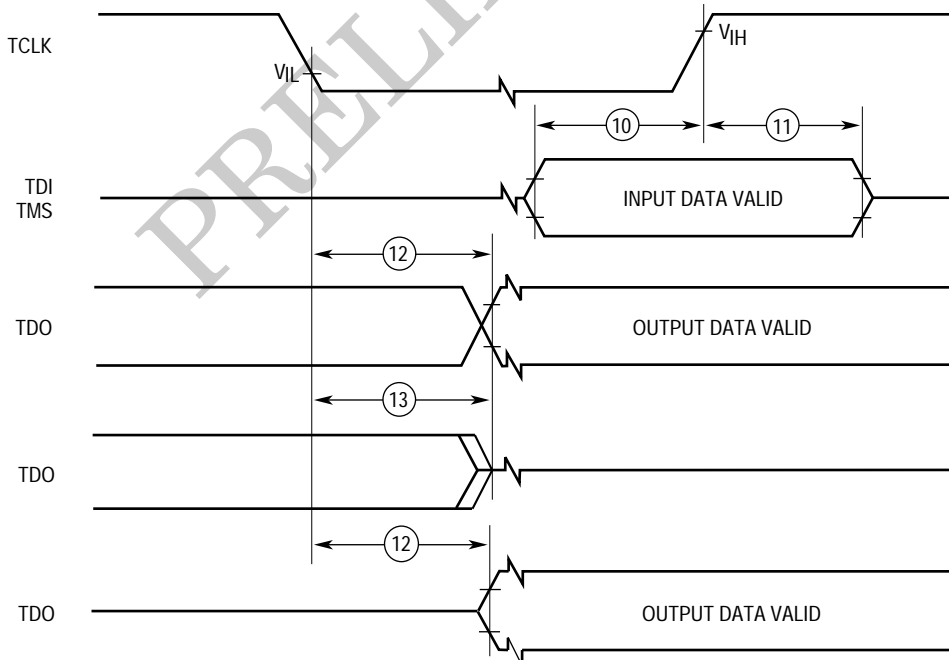 PRELI
TCLK
VIL
VIH
10
11
TDI
TMS
INPUT DATA VALID
12
TDO
OUTPUT DATA VALID
13
TDO
12
TDO
OUTPUT DATA VALID